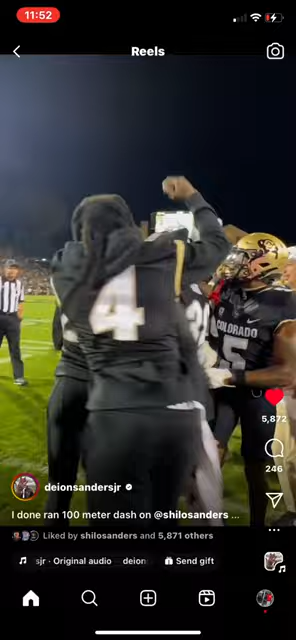 11:52
Reels
4
COLORADO
5
5,872
246
deionsandersjr
I done ran 100 meter dash on @shilosanders ...
Liked by shilosanders and 5,871 others
sjr · Original audio deion
Send gift